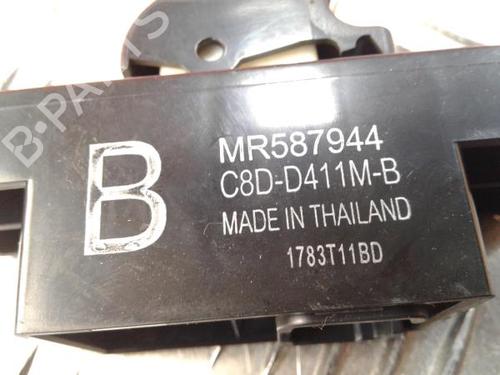 B-PARTS
B
MR587944
C8D-D411M-B
MADE IN THAILAND
1783T11BD